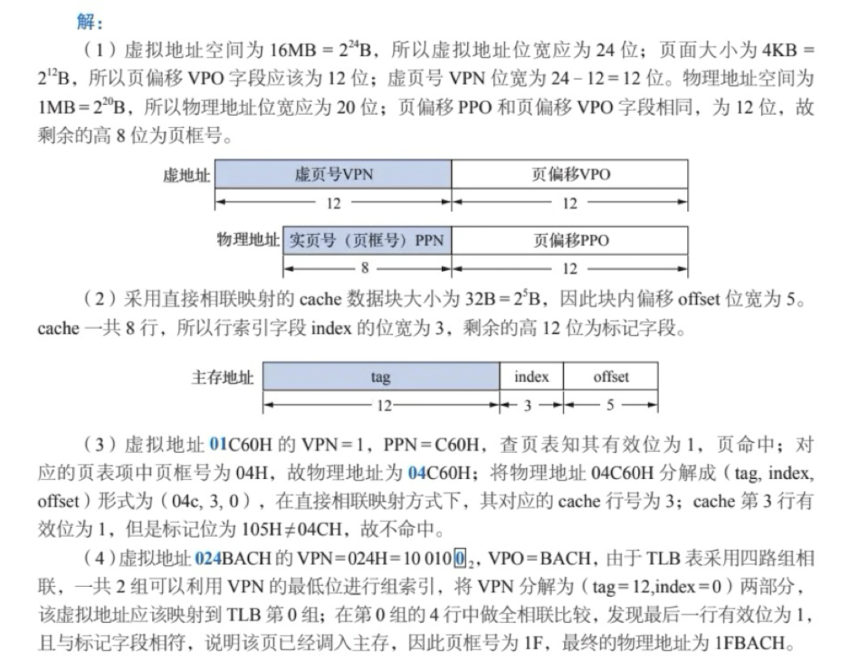 解：
（1）虚拟地址空间为 16MB = 2²⁴B，所以虚拟地址位宽应为 24 位；页面大小为 4KB =
2¹²B，所以页偏移 VPO 字段应该为 12 位；虚页号 VPN 位宽为 24 – 12 = 12 位。物理地址空间为
1MB = 2²⁰B，所以物理地址位宽应为 20 位；页偏移 PPO 和页偏移 VPO 字段相同，为 12 位，故
剩余的高 8 位为页框号。
虚地址 虚页号VPN 页偏移VPO
12 12
物理地址 实页号（页框号）PPN 页偏移PPO
8 12
（2）采用直接相联映射的 cache 数据块大小为 32B = 2⁵B，因此块内偏移 offset 位宽为 5。
cache 一共 8 行，所以行索引字段 index 的位宽为 3，剩余的高 12 位为标记字段。
主存地址 tag index offset
12 3 5
（3）虚拟地址 01C60H 的 VPN = 1，PPN = C60H，查页表知其有效位为 1，页命中；对
应的页表项中页框号为 04H，故物理地址为 04C60H；将物理地址 04C60H 分解成（tag, index,
offset）形式为（04c, 3, 0），在直接相联映射方式下，其对应的 cache 行号为 3；cache 第 3 行有
效位为 1，但是标记位为 105H≠04CH，故不命中。
（4）虚拟地址 024BACH 的 VPN=024H=10 0100₂，VPO=BACH，由于 TLB 表采用四路组相
联，一共 2 组可以利用 VPN 的最低位进行组索引，将 VPN 分解为（tag=12,index=0）两部分，
该虚拟地址应该映射到 TLB 第 0 组；在第 0 组的 4 行中做全相联比较，发现最后一行有效位为 1，
且与标记字段相符，说明该页已经调入主存，因此页框号为 1F，最终的物理地址为 1FBACH。